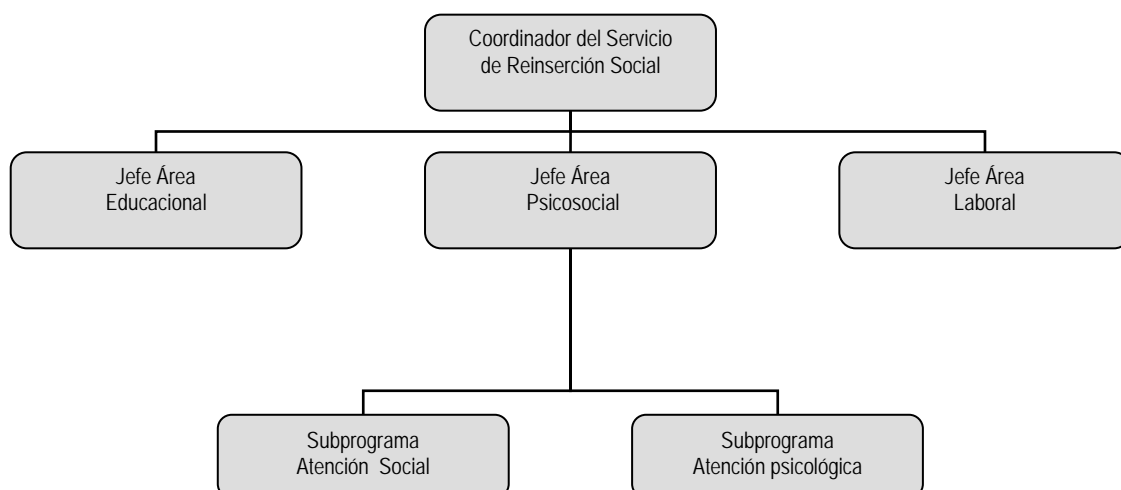 Coordinador del Servicio
de Reinserción Social
Jefe Área
Educacional
Jefe Área
Psicosocial
Jefe Área
Laboral
Subprograma
Atención Social
Subprograma
Atención psicológica